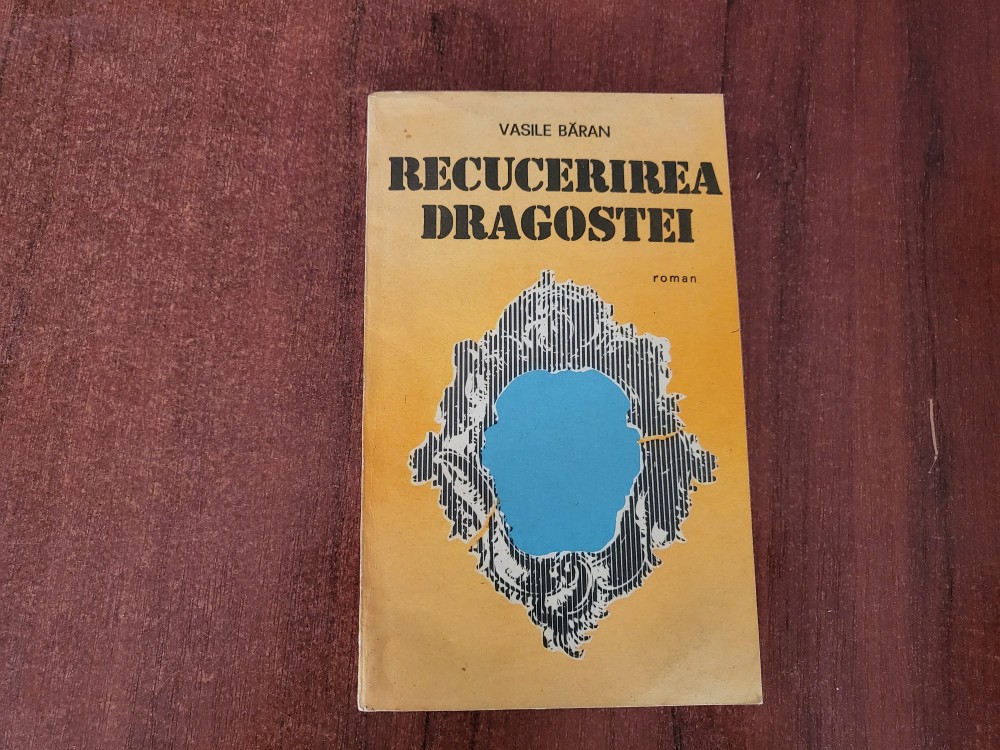 VASILE BĂRAN
RECUCERIREA
DRAGOSTEI
roman